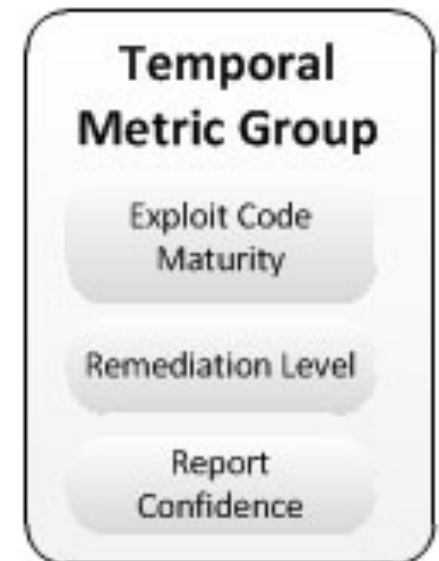 Temporal
Metric Group
Exploit Code
Maturity
Remediation Level
Report
Confidence